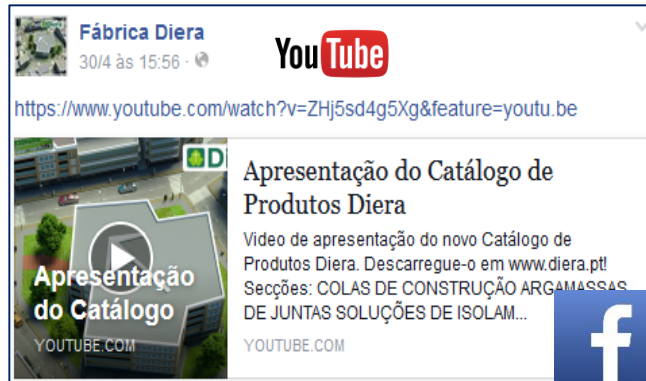 Fábrica Diera
30/4 às 15:56 ·
YouTube
https://www.youtube.com/watch?v=ZHj5sd4g5Xg&feature=youtu.be
Apresentação
do Catálogo
YOUTUBE.COM
Apresentação do Catálogo de
Produtos Diera
Video de apresentação do novo Catálogo de
Produtos Diera. Descarregue-o em www.diera.pt!
Secções: COLAS DE CONSTRUÇÃO ARGAMASSAS
DE JUNTAS SOLUÇÕES DE ISOLAM...
YOUTUBE.COM
f